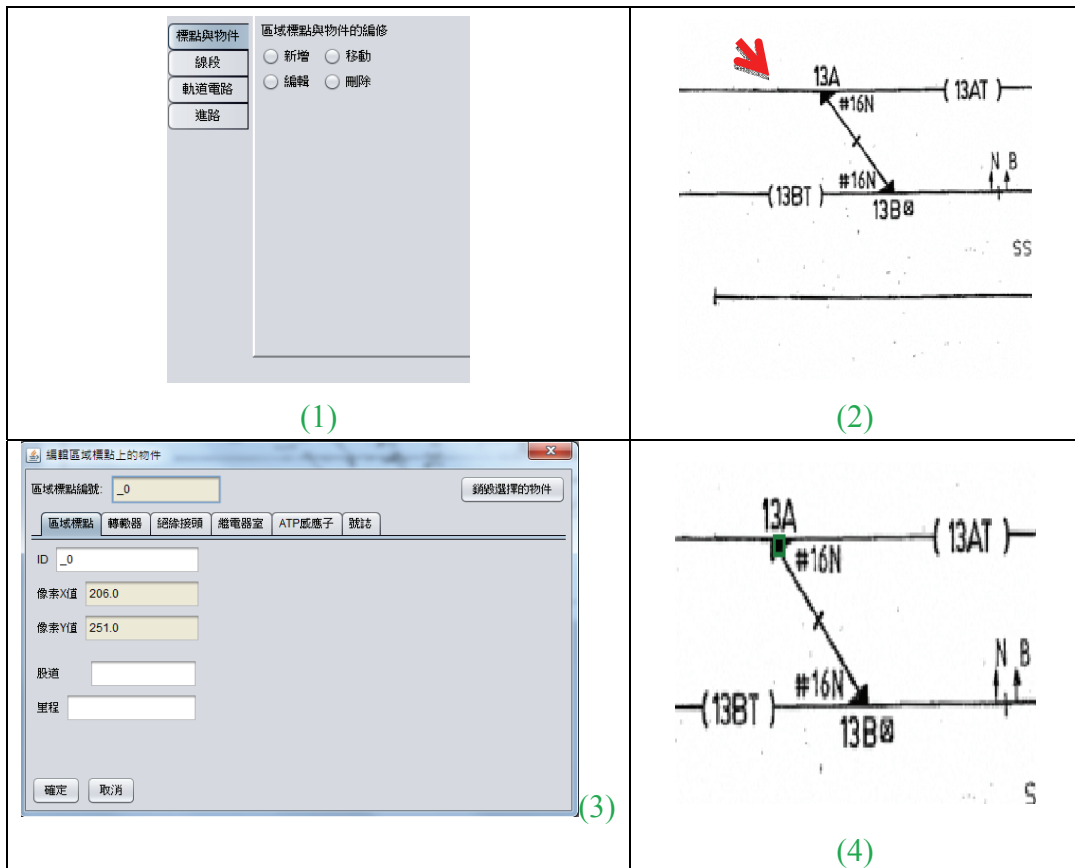 標點與物件
線段
軌道電路
進路
區域標點與物件的編修
新增 移動
編輯 刪除
(1)
13A
#16N
( 13AT )
N B
#16N
(13BT )
13B
SS
(2)
編輯區域標點上的物件
區域標點編號: _0
銷毀選擇的物件
區域標點 轉轍器 絕緣接頭 繼電器室 ATP感應子 號誌
ID _0
像素X值 206.0
像素Y值 251.0
股道
里程
確定 取消
(3)
13A
#16N
( 13AT )
N B
#16N
(13BT )
13B
S
(4)